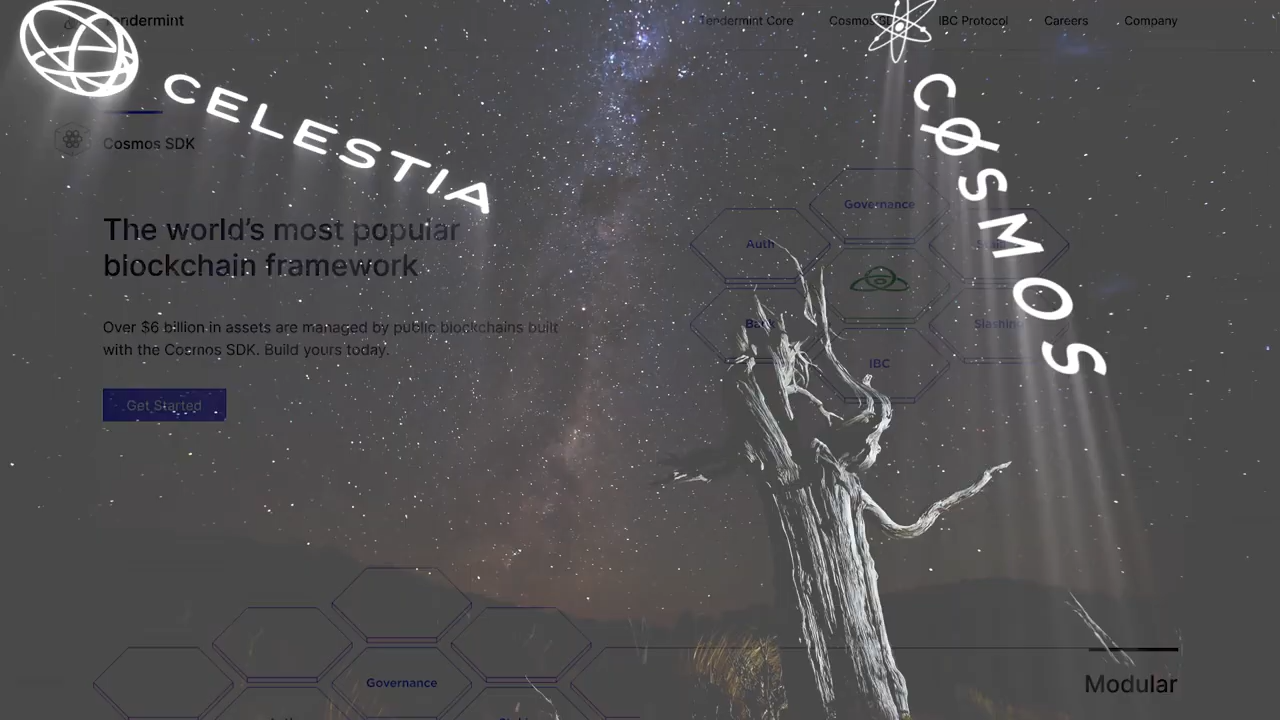 Tendermint
Tendermint Core
Cosmos SDK
IBC Protocol
Careers
Company
CELESTIA
COSMOS
Cosmos SDK
The world's most popular
blockchain framework
Over $6 billion in assets are managed by public blockchains built
with the Cosmos SDK. Build yours today.
Get Started
Governance
Auth
Bank
Slashing
IBC
Governance
Modular